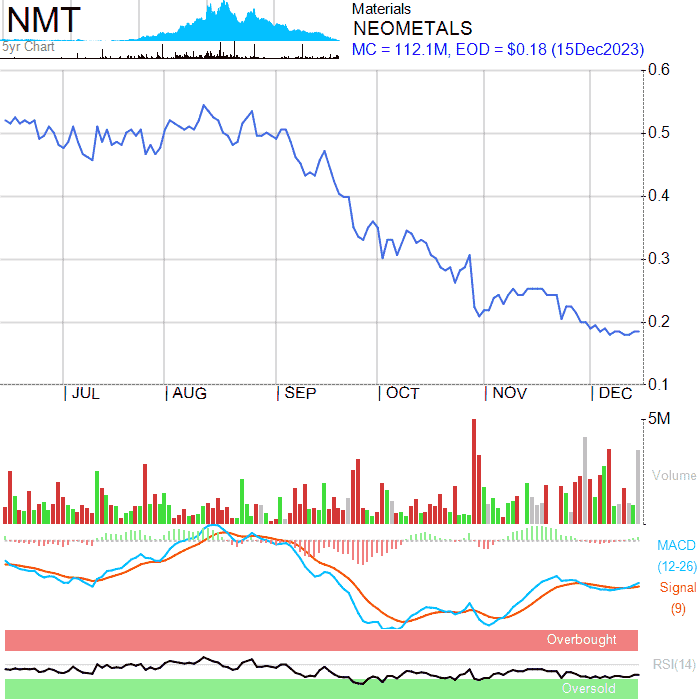 NMT
5yr Chart
Materials
NEOMETALS
MC = 112.1M, EOD = $0.18 (15Dec2023)
0.6
0.5
0.4
0.3
0.2
0.1
JUL AUG SEP OCT NOV DEC
5M
Volume
MACD
(12-26)
Signal
(9)
Overbought
RSI(14)
Oversold